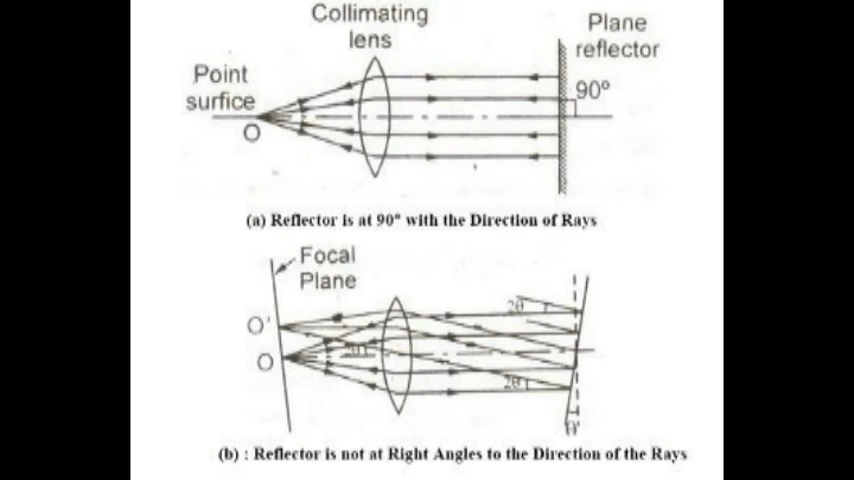 Collimating
lens
Plane
reflector
Point
surfice
90°
O
(a) Reflector is at 90° with the Direction of Rays
Focal
Plane
2θ
O'
O
2θ
2θ
θ
(b) : Reflector is not at Right Angles to the Direction of the Rays